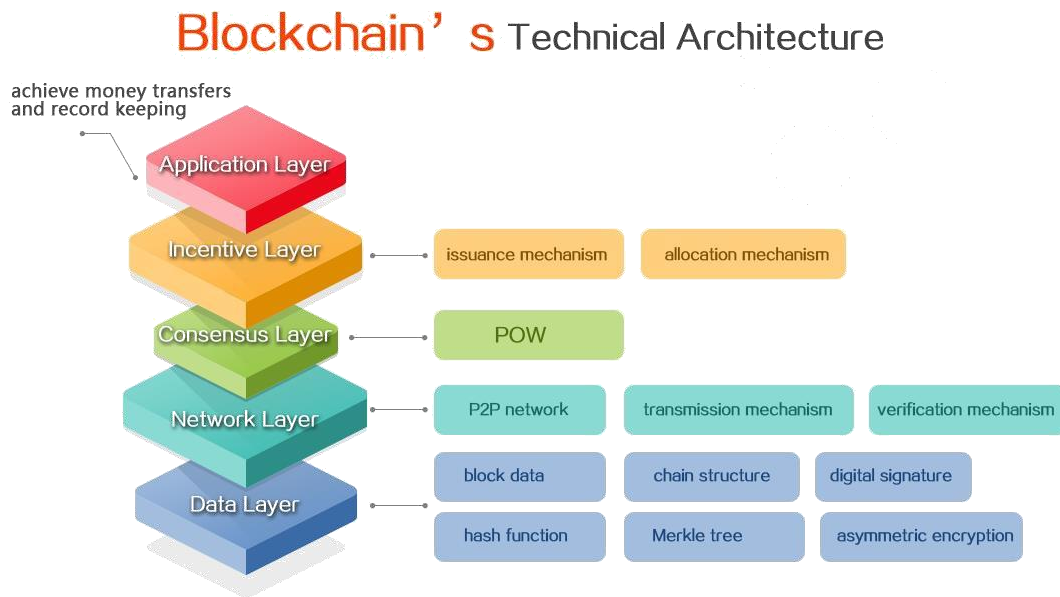 Blockchain’s Technical Architecture
achieve money transfers
and record keeping
Application Layer
Incentive Layer
issuance mechanism
allocation mechanism
Consensus Layer
POW
Network Layer
P2P network
transmission mechanism
verification mechanism
Data Layer
block data
chain structure
digital signature
hash function
Merkle tree
asymmetric encryption